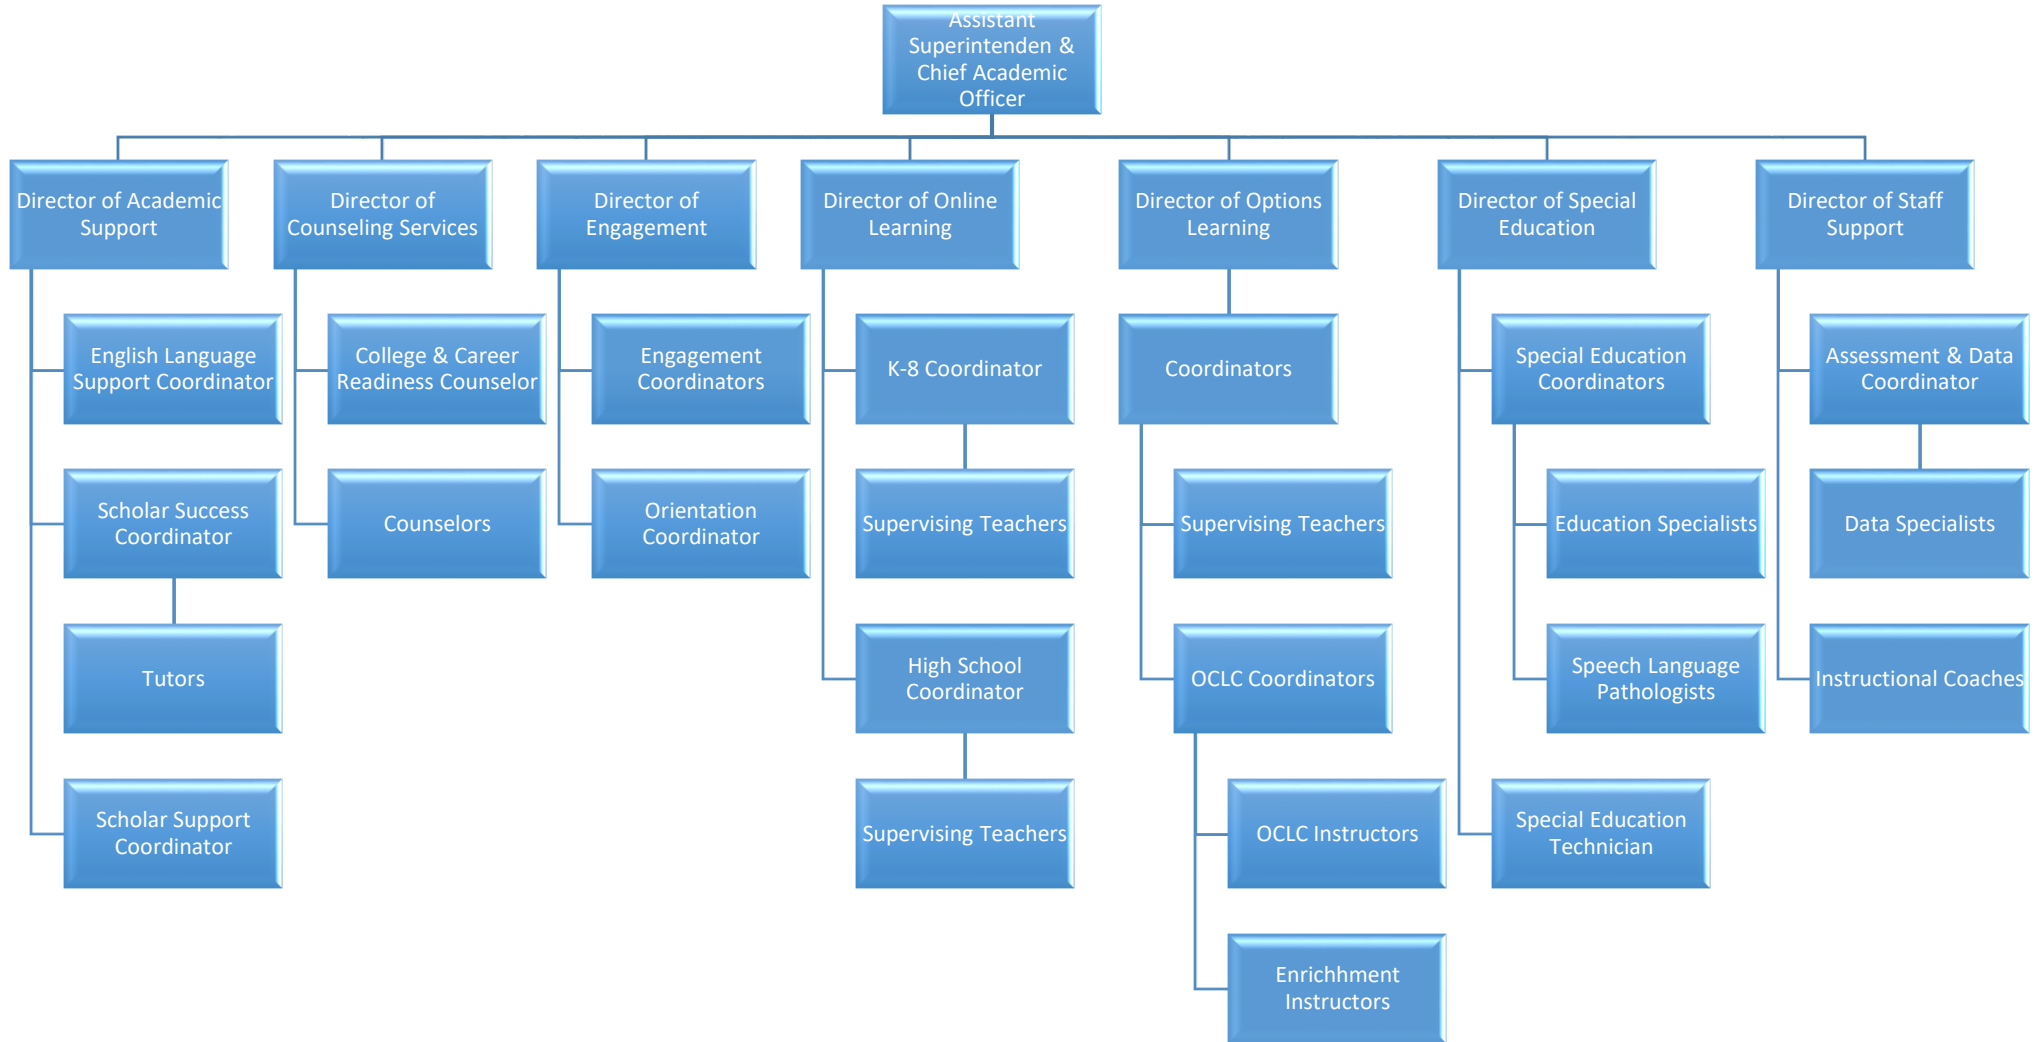 Assistant
Superintenden &
Chief Academic
Officer
Director of Academic
Support
Director of
Counseling Services
Director of
Engagement
Director of Online
Learning
Director of Options
Learning
Director of Special
Education
Director of Staff
Support
English Language
Support Coordinator
College & Career
Readiness Counselor
Engagement
Coordinators
K-8 Coordinator
Coordinators
Special Education
Coordinators
Assessment & Data
Coordinator
Scholar Success
Coordinator
Counselors
Orientation
Coordinator
Supervising Teachers
Supervising Teachers
Education Specialists
Data Specialists
Tutors
High School
Coordinator
OCLC Coordinators
Speech Language
Pathologists
Instructional Coaches
Scholar Support
Coordinator
Supervising Teachers
OCLC Instructors
Special Education
Technician
Enrichhment
Instructors